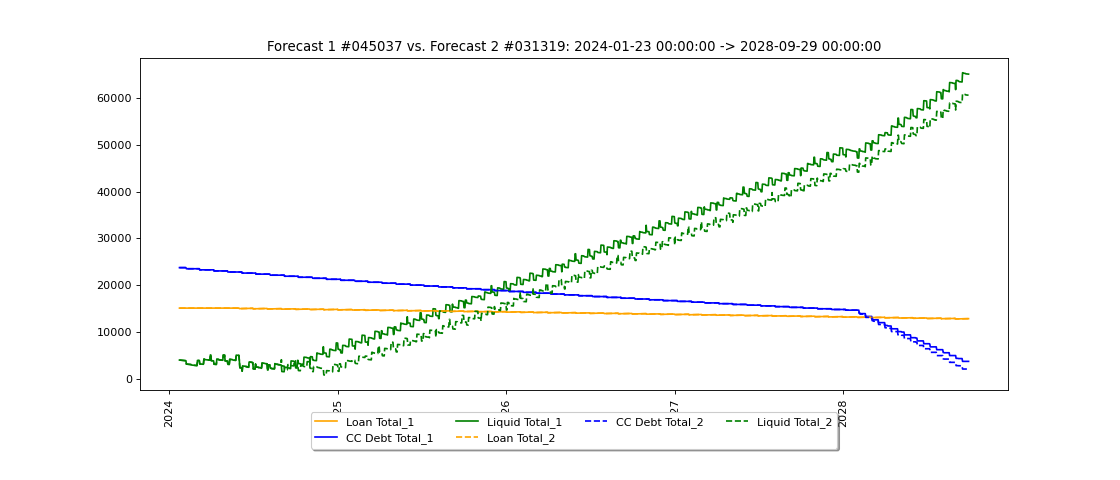 Forecast 1 #045037 vs. Forecast 2 #031319: 2024-01-23 00:00:00 -> 2028-09-29 00:00:00
60000
50000
40000
30000
20000
10000
0
2024
25
26
27
2028
Loan Total_1
Liquid Total_1
CC Debt Total_2
Liquid Total_2
CC Debt Total_1
Loan Total_2